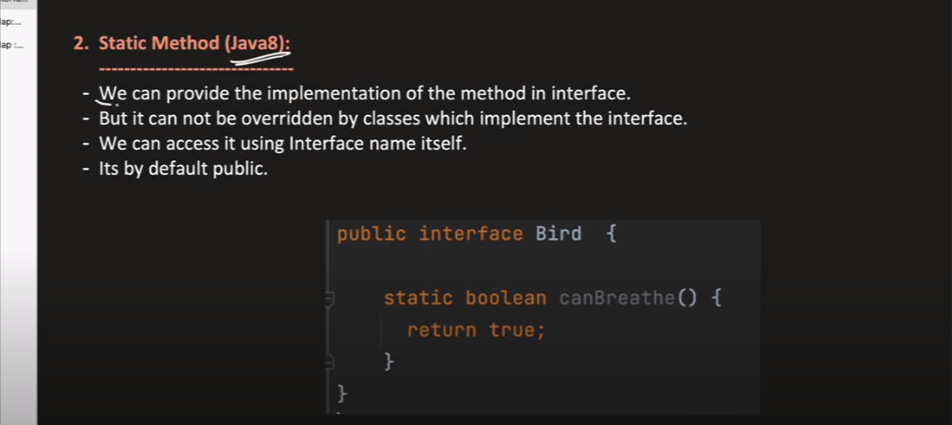 2. Static Method (Java8):
-------------------------------
- We can provide the implementation of the method in interface.
- But it can not be overridden by classes which implement the interface.
- We can access it using Interface name itself.
- Its by default public.
public interface Bird {
static boolean canBreathe() {
return true;
}
}